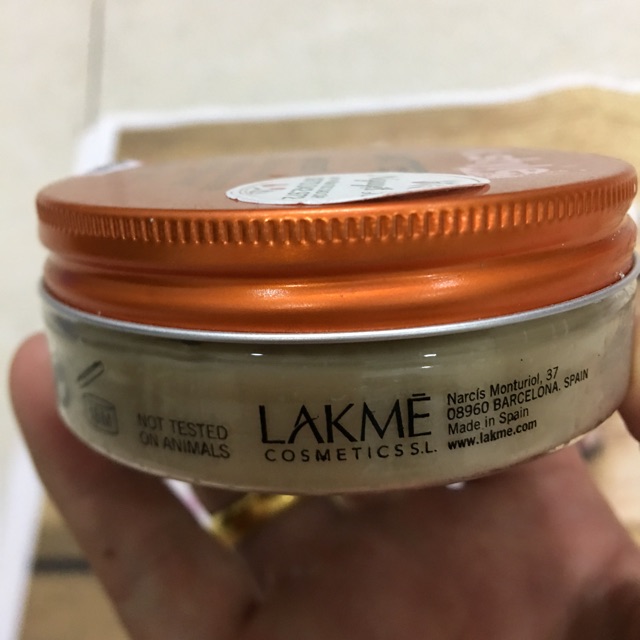 NOT TESTED
ON ANIMALS
LAKMĒ
COSMETICS S.L.
Narcís Monturiol, 37
08960 BARCELONA. SPAIN
Made in Spain
www.lakme.com